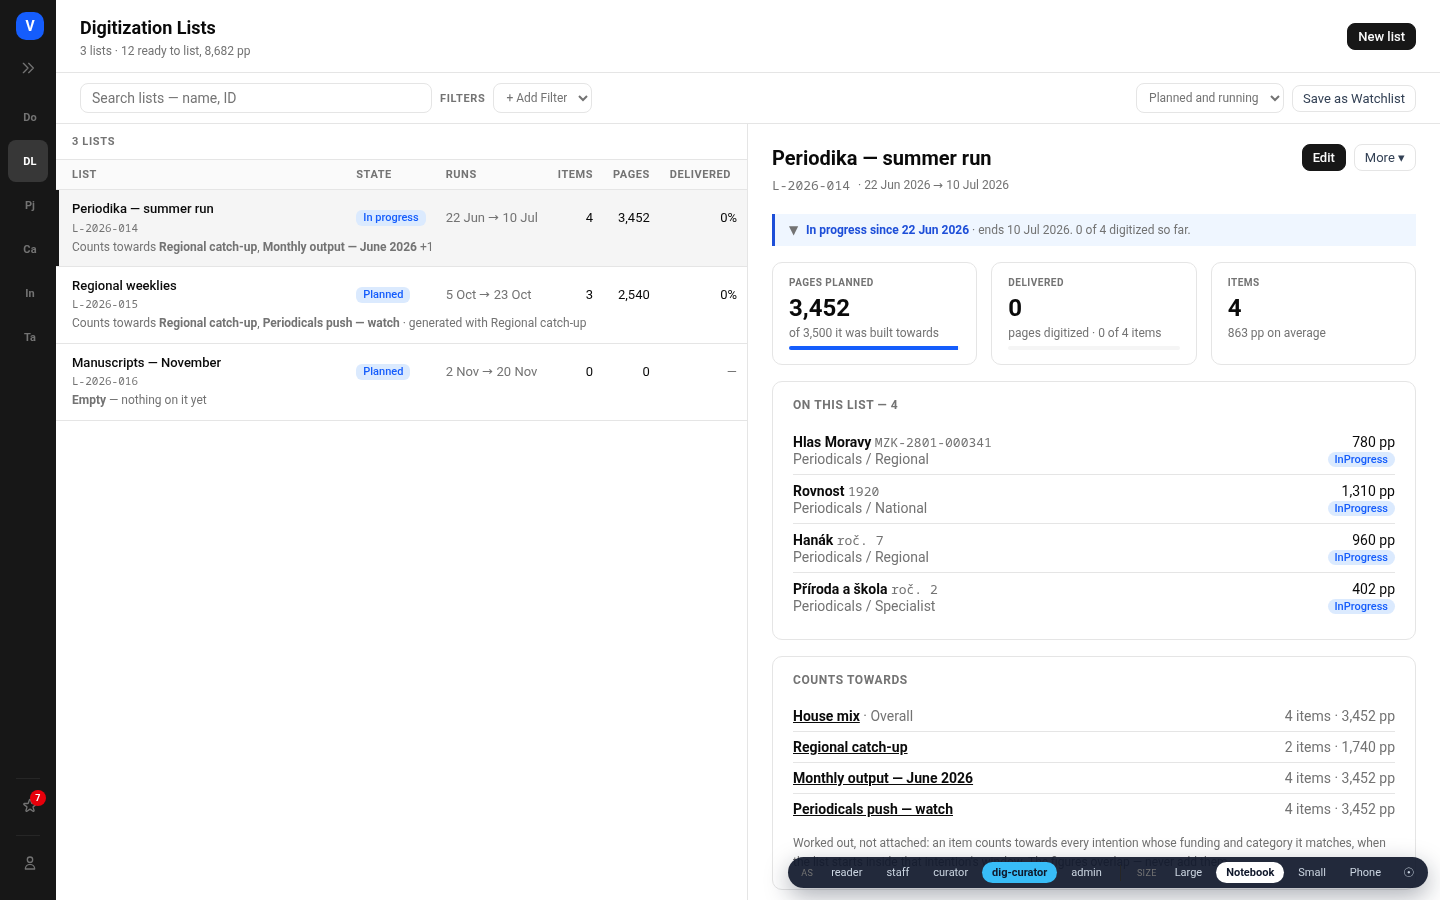 V
Digitization Lists
3 lists · 12 ready to list, 8,682 pp
New list
Search lists — name, ID
FILTERS
+ Add Filter
Planned and running
Save as Watchlist
Do
DL
Pj
Ca
In
Ta
7
3 LISTS
LIST STATE RUNS ITEMS PAGES DELIVERED
Periodika — summer run
L-2026-014
In progress 22 Jun → 10 Jul 4 3,452 0%
Counts towards Regional catch-up, Monthly output — June 2026 +1
Regional weeklies
L-2026-015
Planned 5 Oct → 23 Oct 3 2,540 0%
Counts towards Regional catch-up, Periodicals push — watch · generated with Regional catch-up
Manuscripts — November
L-2026-016
Planned 2 Nov → 20 Nov 0 0 —
Empty — nothing on it yet
Periodika — summer run
Edit
More ▾
L-2026-014 · 22 Jun 2026 → 10 Jul 2026
▼ In progress since 22 Jun 2026 · ends 10 Jul 2026. 0 of 4 digitized so far.
PAGES PLANNED
3,452
of 3,500 it was built towards
DELIVERED
0
pages digitized · 0 of 4 items
ITEMS
4
863 pp on average
ON THIS LIST — 4
Hlas Moravy MZK-2801-000341 780 pp
Periodicals / Regional InProgress
Rovnost 1920 1,310 pp
Periodicals / National InProgress
Hanák roč. 7 960 pp
Periodicals / Regional InProgress
Příroda a škola roč. 2 402 pp
Periodicals / Specialist InProgress
COUNTS TOWARDS
House mix · Overall 4 items · 3,452 pp
Regional catch-up 2 items · 1,740 pp
Monthly output — June 2026 4 items · 3,452 pp
Periodicals push — watch 4 items · 3,452 pp
Worked out, not attached: an item counts towards every intention whose funding and category it matches, when
AS reader staff curator dig-curator admin SIZE Large Notebook Small Phone